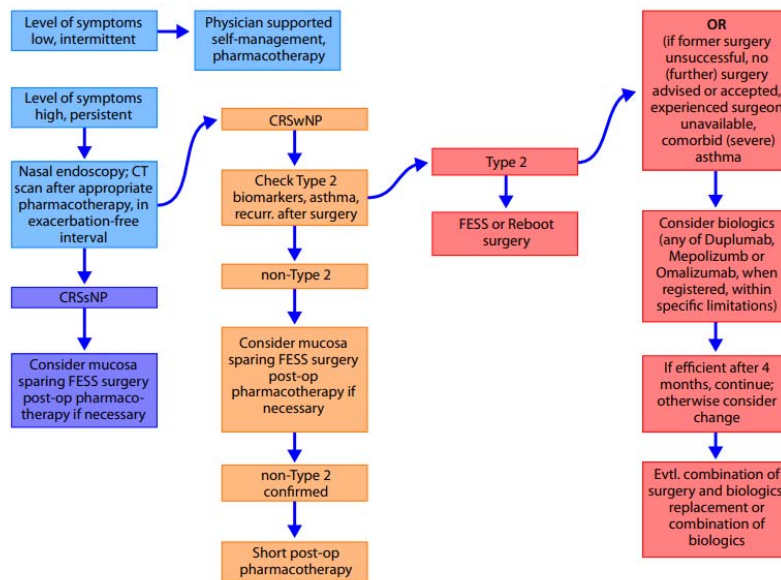 Level of symptoms
low, intermittent
Physician supported
self-management,
pharmacotherapy
Level of symptoms
high, persistent
Nasal endoscopy; CT
scan after appropriate
pharmacotherapy, in
exacerbation-free
interval
CRSsNP
Consider mucosa
sparing FESS surgery
post-op pharmaco-
therapy if necessary
CRSwNP
Check Type 2
biomarkers, asthma,
recurr. after surgery
non-Type 2
Consider mucosa
sparing FESS surgery
post-op
pharmacotherapy if
necessary
non-Type 2
confirmed
Short post-op
pharmacotherapy
Type 2
FESS or Reboot
surgery
OR
(if former surgery
unsuccessful, no
(further) surgery
advised or accepted,
experienced surgeon
unavailable,
comorbid (severe)
asthma
Consider biologics
(any of Duplumab,
Mepolizumb or
Omalizumab, when
registered, within
specific limitations)
If efficient after 4
months, continue;
otherwise consider
change
Evtl. combination of
surgery and biologics,
replacement or
combination of
biologics